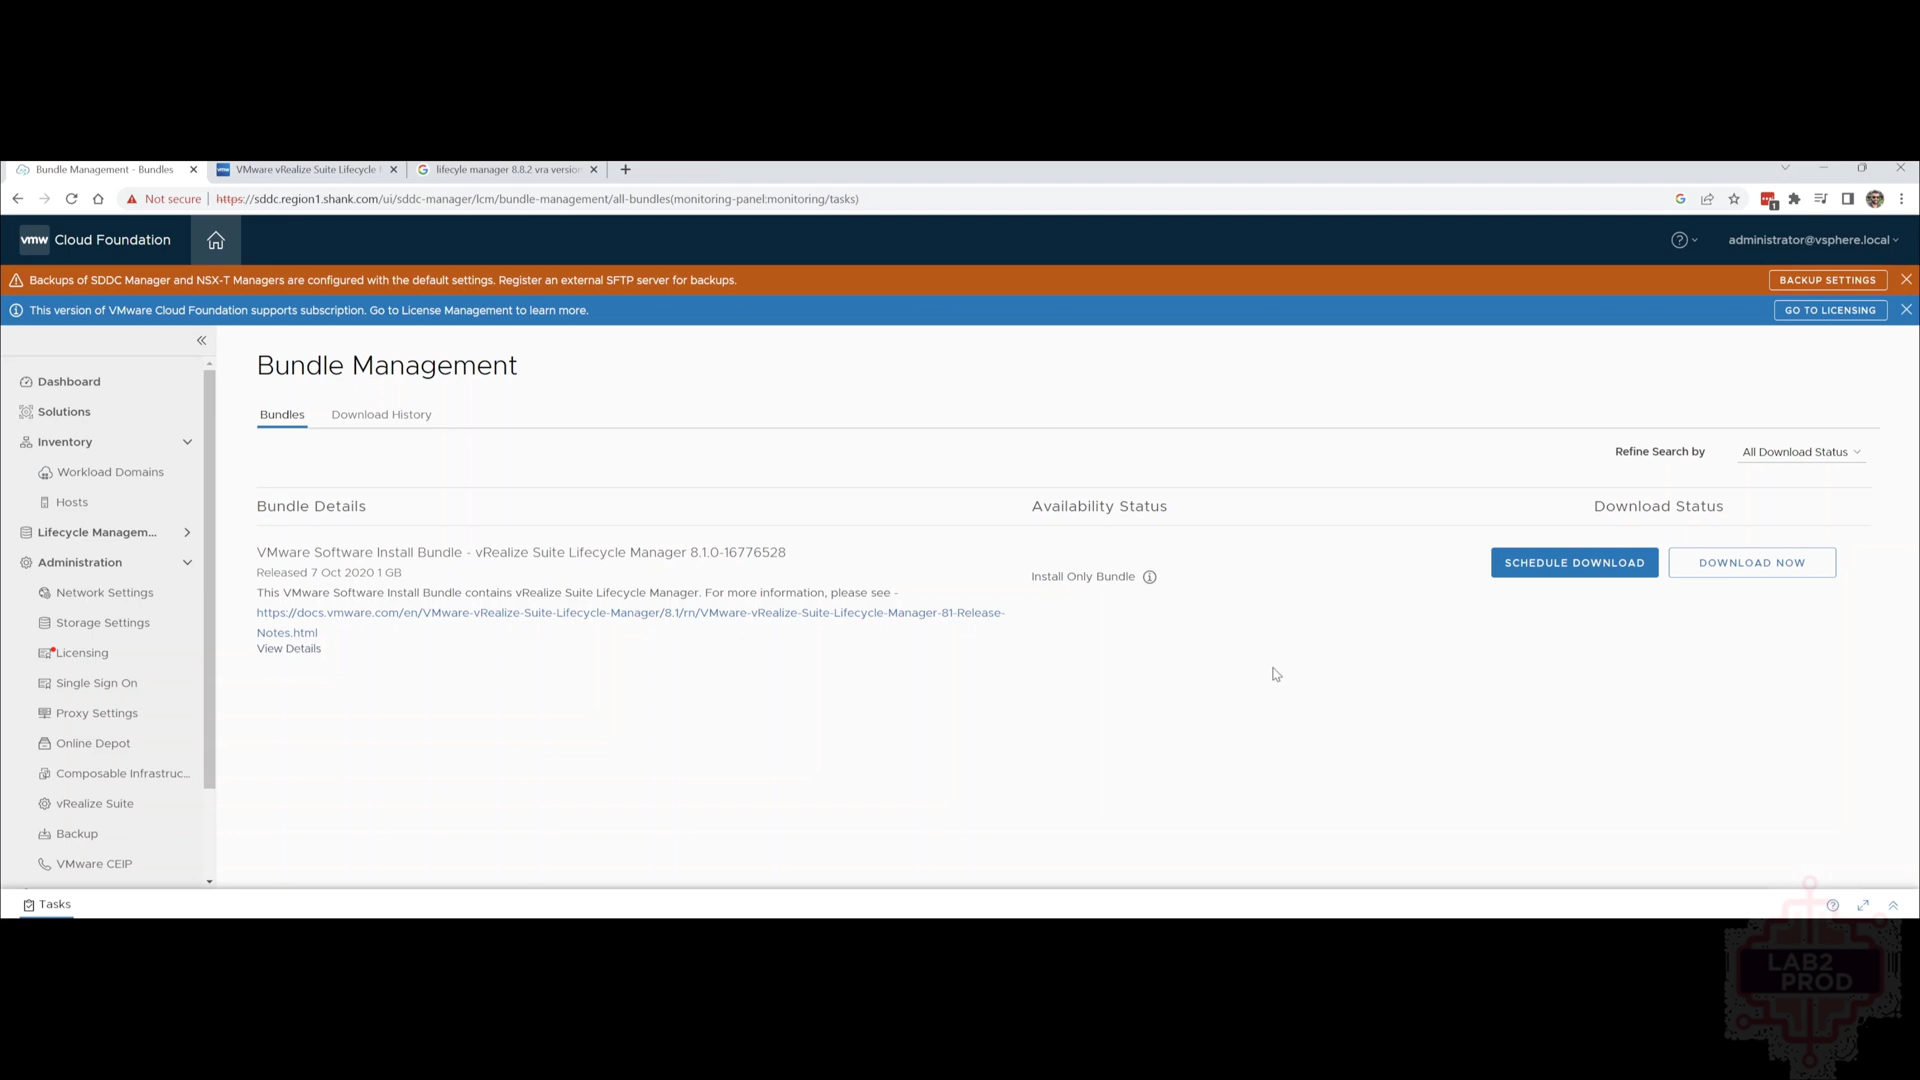 Bundle Management - Bundles
VMware vRealize Suite Lifecycle
lifecyle manager 8.8.2 vra version
Not secure
https://sddc.region1.shank.com/ui/sddc-manager/lcm/bundle-management/all-bundles(monitoring-panel:monitoring/tasks)
1
vmw Cloud Foundation
administrator@vsphere.local
Backups of SDDC Manager and NSX-T Managers are configured with the default settings. Register an external SFTP server for backups.
BACKUP SETTINGS
This version of VMware Cloud Foundation supports subscription. Go to License Management to learn more.
GO TO LICENSING
Dashboard
Solutions
Inventory
Workload Domains
Hosts
Lifecycle Managem...
Administration
Network Settings
Storage Settings
Licensing
Single Sign On
Proxy Settings
Online Depot
Composable Infrastruc...
vRealize Suite
Backup
VMware CEIP
Bundle Management
Bundles
Download History
Refine Search by
All Download Status
Bundle Details
Availability Status
Download Status
VMware Software Install Bundle - vRealize Suite Lifecycle Manager 8.1.0-16776528
Released 7 Oct 2020 1 GB
This VMware Software Install Bundle contains vRealize Suite Lifecycle Manager. For more information, please see -
https://docs.vmware.com/en/VMware-vRealize-Suite-Lifecycle-Manager/8.1/rn/VMware-vRealize-Suite-Lifecycle-Manager-81-Release-
Notes.html
View Details
Install Only Bundle
SCHEDULE DOWNLOAD
DOWNLOAD NOW
Tasks
LAB2
PROD